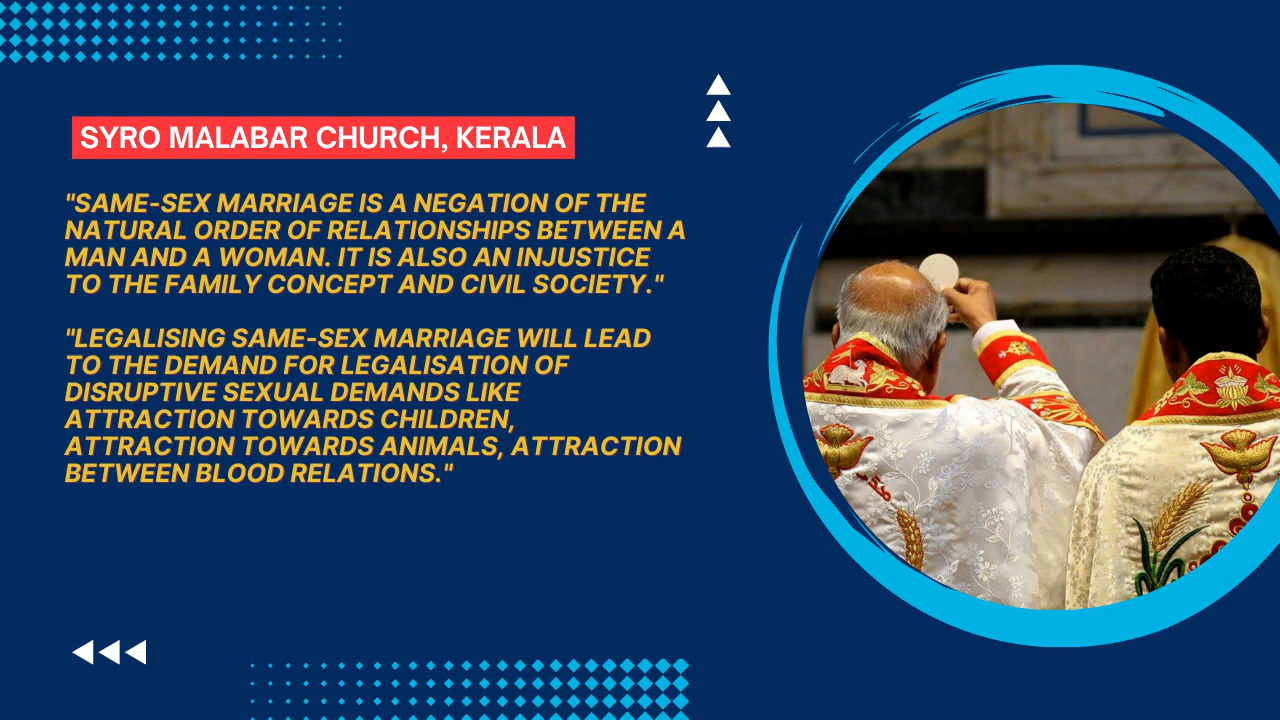 SYRO MALABAR CHURCH, KERALA
"SAME-SEX MARRIAGE IS A NEGATION OF THE
NATURAL ORDER OF RELATIONSHIPS BETWEEN A
MAN AND A WOMAN. IT IS ALSO AN INJUSTICE
TO THE FAMILY CONCEPT AND CIVIL SOCIETY."
"LEGALISING SAME-SEX MARRIAGE WILL LEAD
TO THE DEMAND FOR LEGALISATION OF
DISRUPTIVE SEXUAL DEMANDS LIKE
ATTRACTION TOWARDS CHILDREN,
ATTRACTION TOWARDS ANIMALS, ATTRACTION
BETWEEN BLOOD RELATIONS."